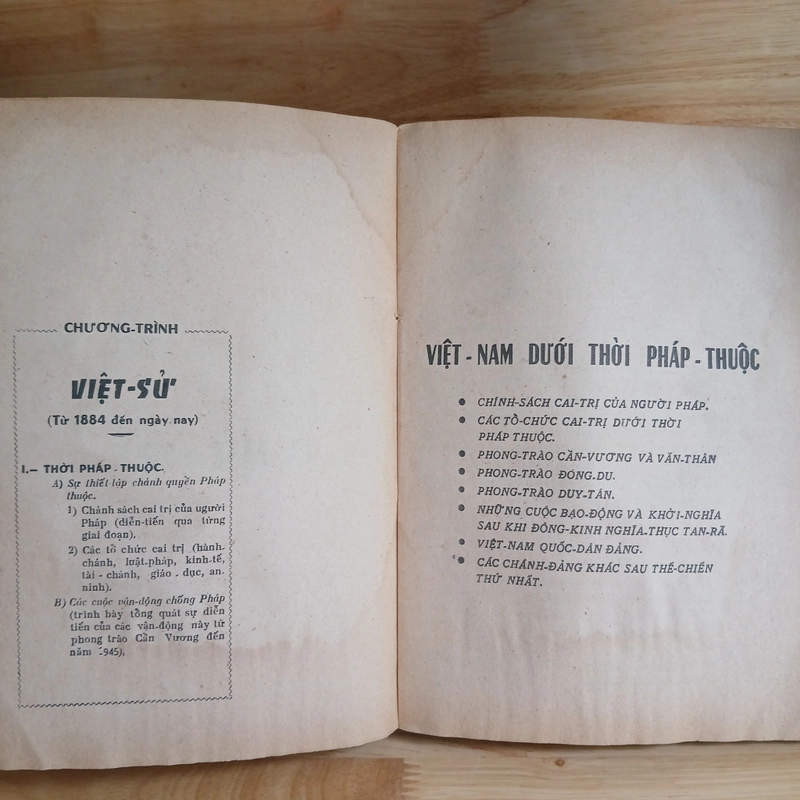 CHƯƠNG-TRÌNH
VIỆT-SỬ
(Từ 1884 đến ngày nay)
I.— THỜI PHÁP-THUỘC.
A) Sự thiết lập chánh quyền Pháp
thuộc.
1) Chánh sách cai trị của người
Pháp (diễn-tiến qua từng
giai đoạn).
2) Các tổ chức cai trị (hành-
chánh, luật-pháp, kinh-tế,
tài-chánh, giáo-dục, an-
ninh).
B) Các cuộc vận-động chống Pháp
(trình bày tổng quát sự diễn
tiến của các vận-động này từ
phong trào Cần Vương đến
năm 1945).
VIỆT-NAM DƯỚI THỜI PHÁP-THUỘC
● CHÍNH-SÁCH CAI-TRỊ CỦA NGƯỜI PHÁP.
● CÁC TỔ-CHỨC CAI-TRỊ DƯỚI THỜI
PHÁP THUỘC.
● PHONG-TRÀO CẦN-VƯƠNG VÀ VĂN-THÂN
● PHONG-TRÀO ĐÔNG-DU.
● PHONG-TRÀO DUY-TÂN.
● NHỮNG CUỘC BẠO-ĐỘNG VÀ KHỞI-NGHĨA
SAU KHI ĐÔNG-KINH NGHĨA-THỤC TAN-RÃ.
● VIỆT-NAM QUỐC-DÂN ĐẢNG.
● CÁC CHÁNH-ĐẢNG KHÁC SAU THẾ-CHIẾN
THỨ NHẤT.